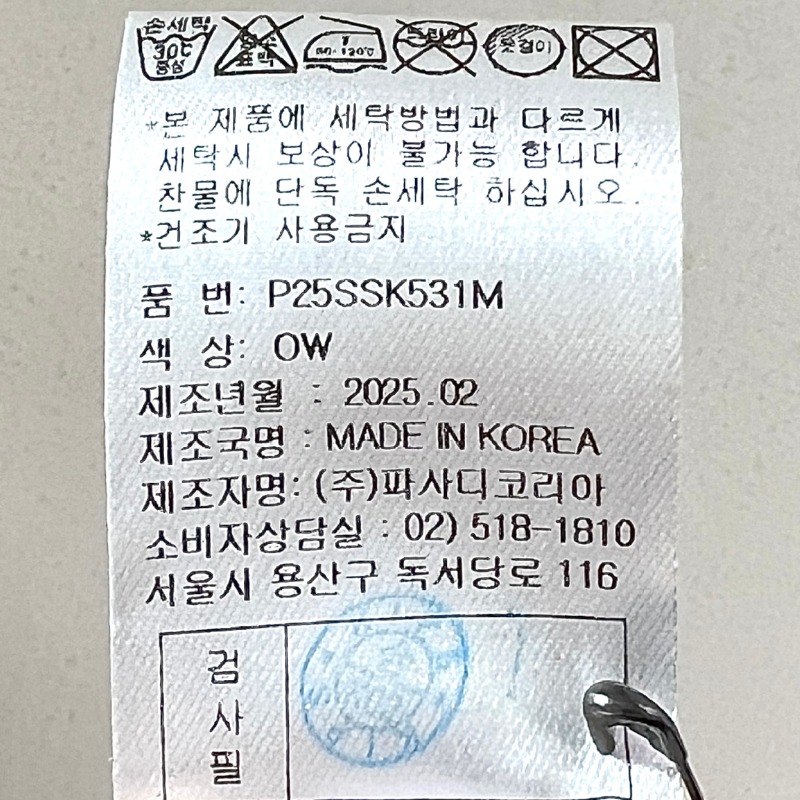 손세탁 30℃ 중성 염소 표백 80~120℃ 드라이 옷걸이
*본 제품에 세탁방법과 다르게
세탁시 보상이 불가능 합니다.
찬물에 단독 손세탁 하십시오.
*건조기 사용금지
품 번: P25SSK531M
색 상: OW
제조년월 : 2025.02
제조국명 : MADE IN KOREA
제조자명: (주)파사디코리아
소비자상담실 : 02) 518-1810
서울시 용산구 독서당로 116
검
사
필